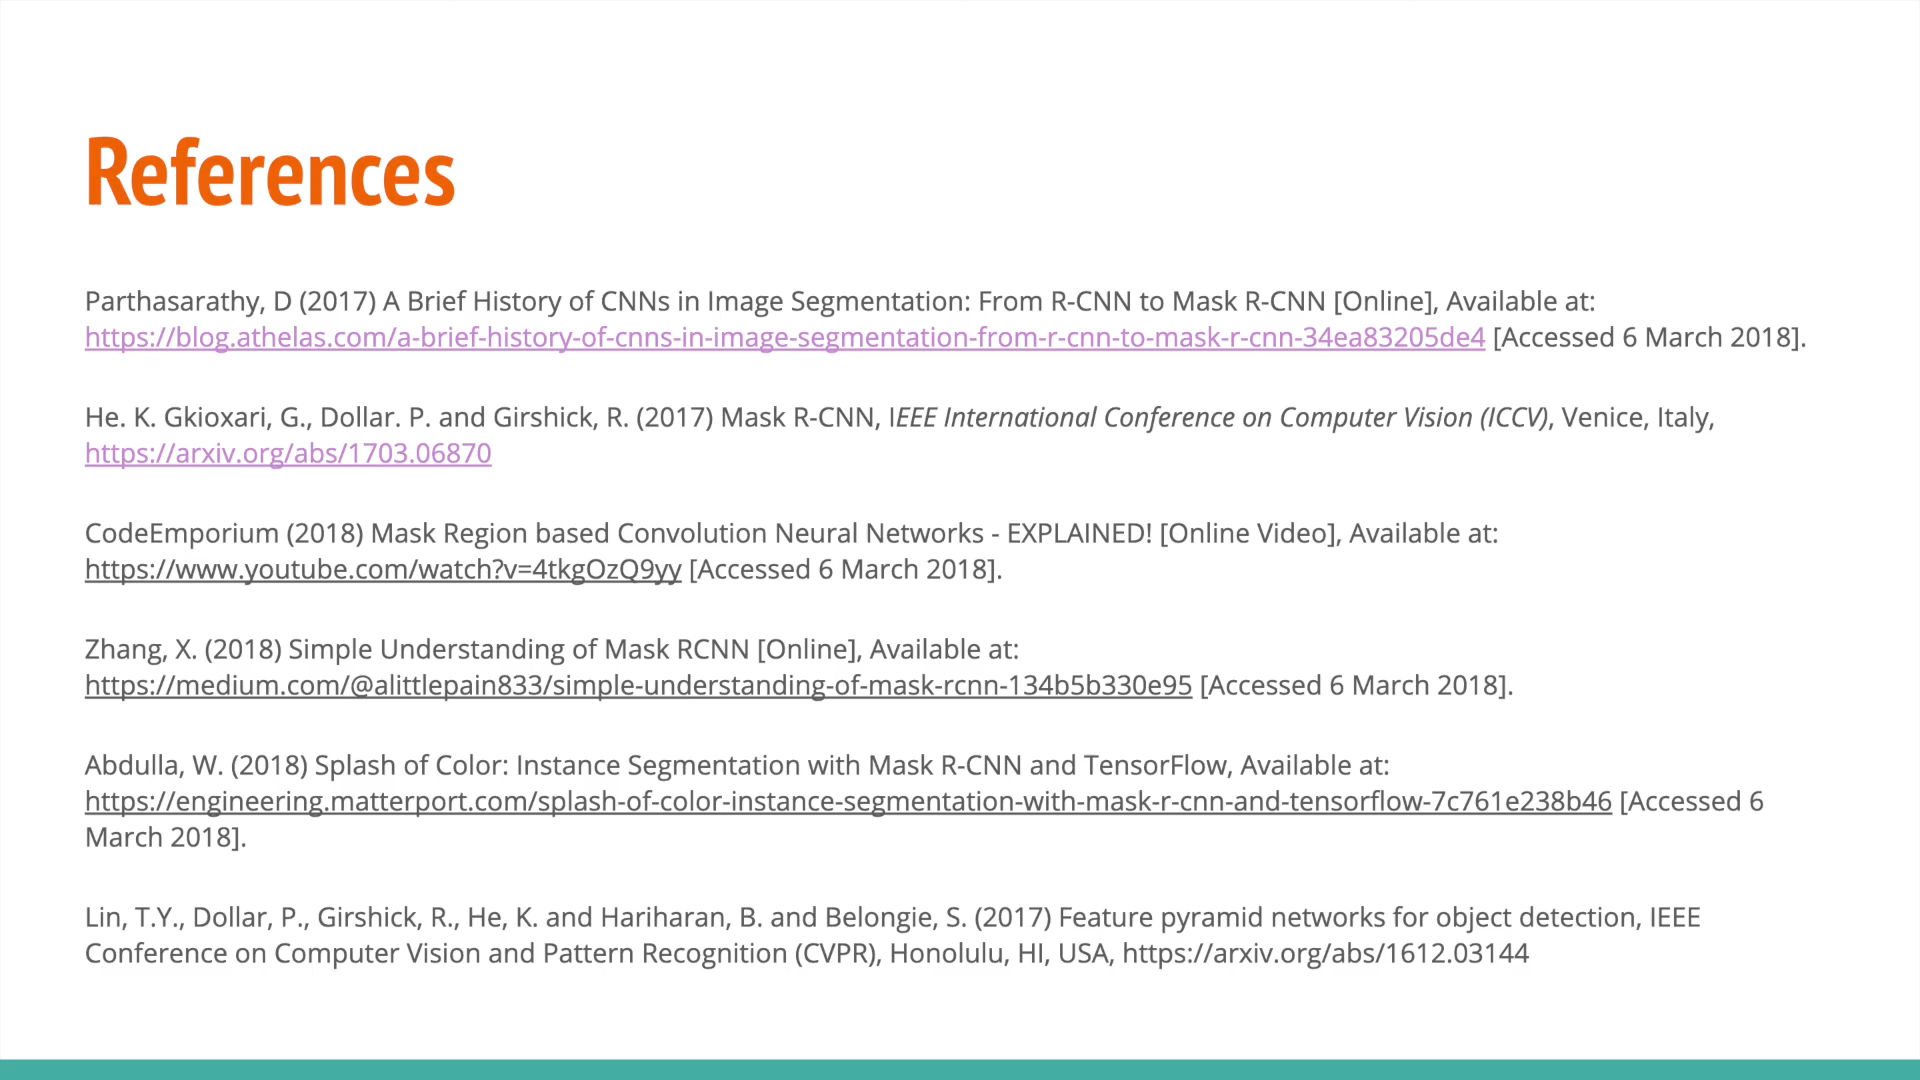 References
Parthasarathy, D (2017) A Brief History of CNNs in Image Segmentation: From R-CNN to Mask R-CNN [Online], Available at:
https://blog.athelas.com/a-brief-history-of-cnns-in-image-segmentation-from-r-cnn-to-mask-r-cnn-34ea83205de4 [Accessed 6 March 2018].
He. K. Gkioxari, G., Dollar. P. and Girshick, R. (2017) Mask R-CNN, IEEE International Conference on Computer Vision (ICCV), Venice, Italy,
https://arxiv.org/abs/1703.06870
CodeEmporium (2018) Mask Region based Convolution Neural Networks - EXPLAINED! [Online Video], Available at:
https://www.youtube.com/watch?v=4tkgOzQ9yy [Accessed 6 March 2018].
Zhang, X. (2018) Simple Understanding of Mask RCNN [Online], Available at:
https://medium.com/@alittlepain833/simple-understanding-of-mask-rcnn-134b5b330e95 [Accessed 6 March 2018].
Abdulla, W. (2018) Splash of Color: Instance Segmentation with Mask R-CNN and TensorFlow, Available at:
https://engineering.matterport.com/splash-of-color-instance-segmentation-with-mask-r-cnn-and-tensorflow-7c761e238b46 [Accessed 6
March 2018].
Lin, T.Y., Dollar, P., Girshick, R., He, K. and Hariharan, B. and Belongie, S. (2017) Feature pyramid networks for object detection, IEEE
Conference on Computer Vision and Pattern Recognition (CVPR), Honolulu, HI, USA, https://arxiv.org/abs/1612.03144